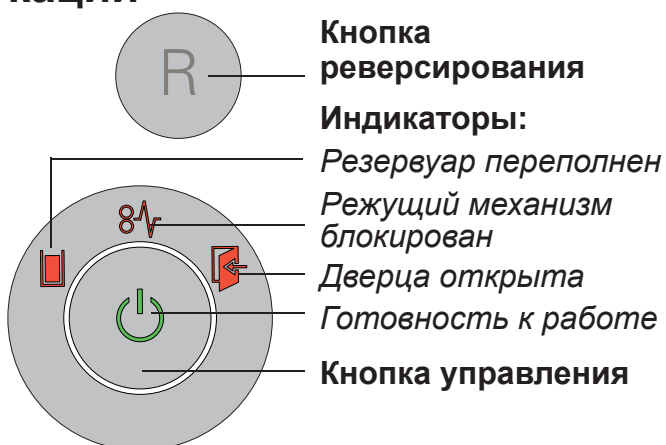 кации
Кнопка
реверсирования
R
Индикаторы:
Резервуар переполнен
Режущий механизм
блокирован
Дверца открыта
Готовность к работе
Кнопка управления